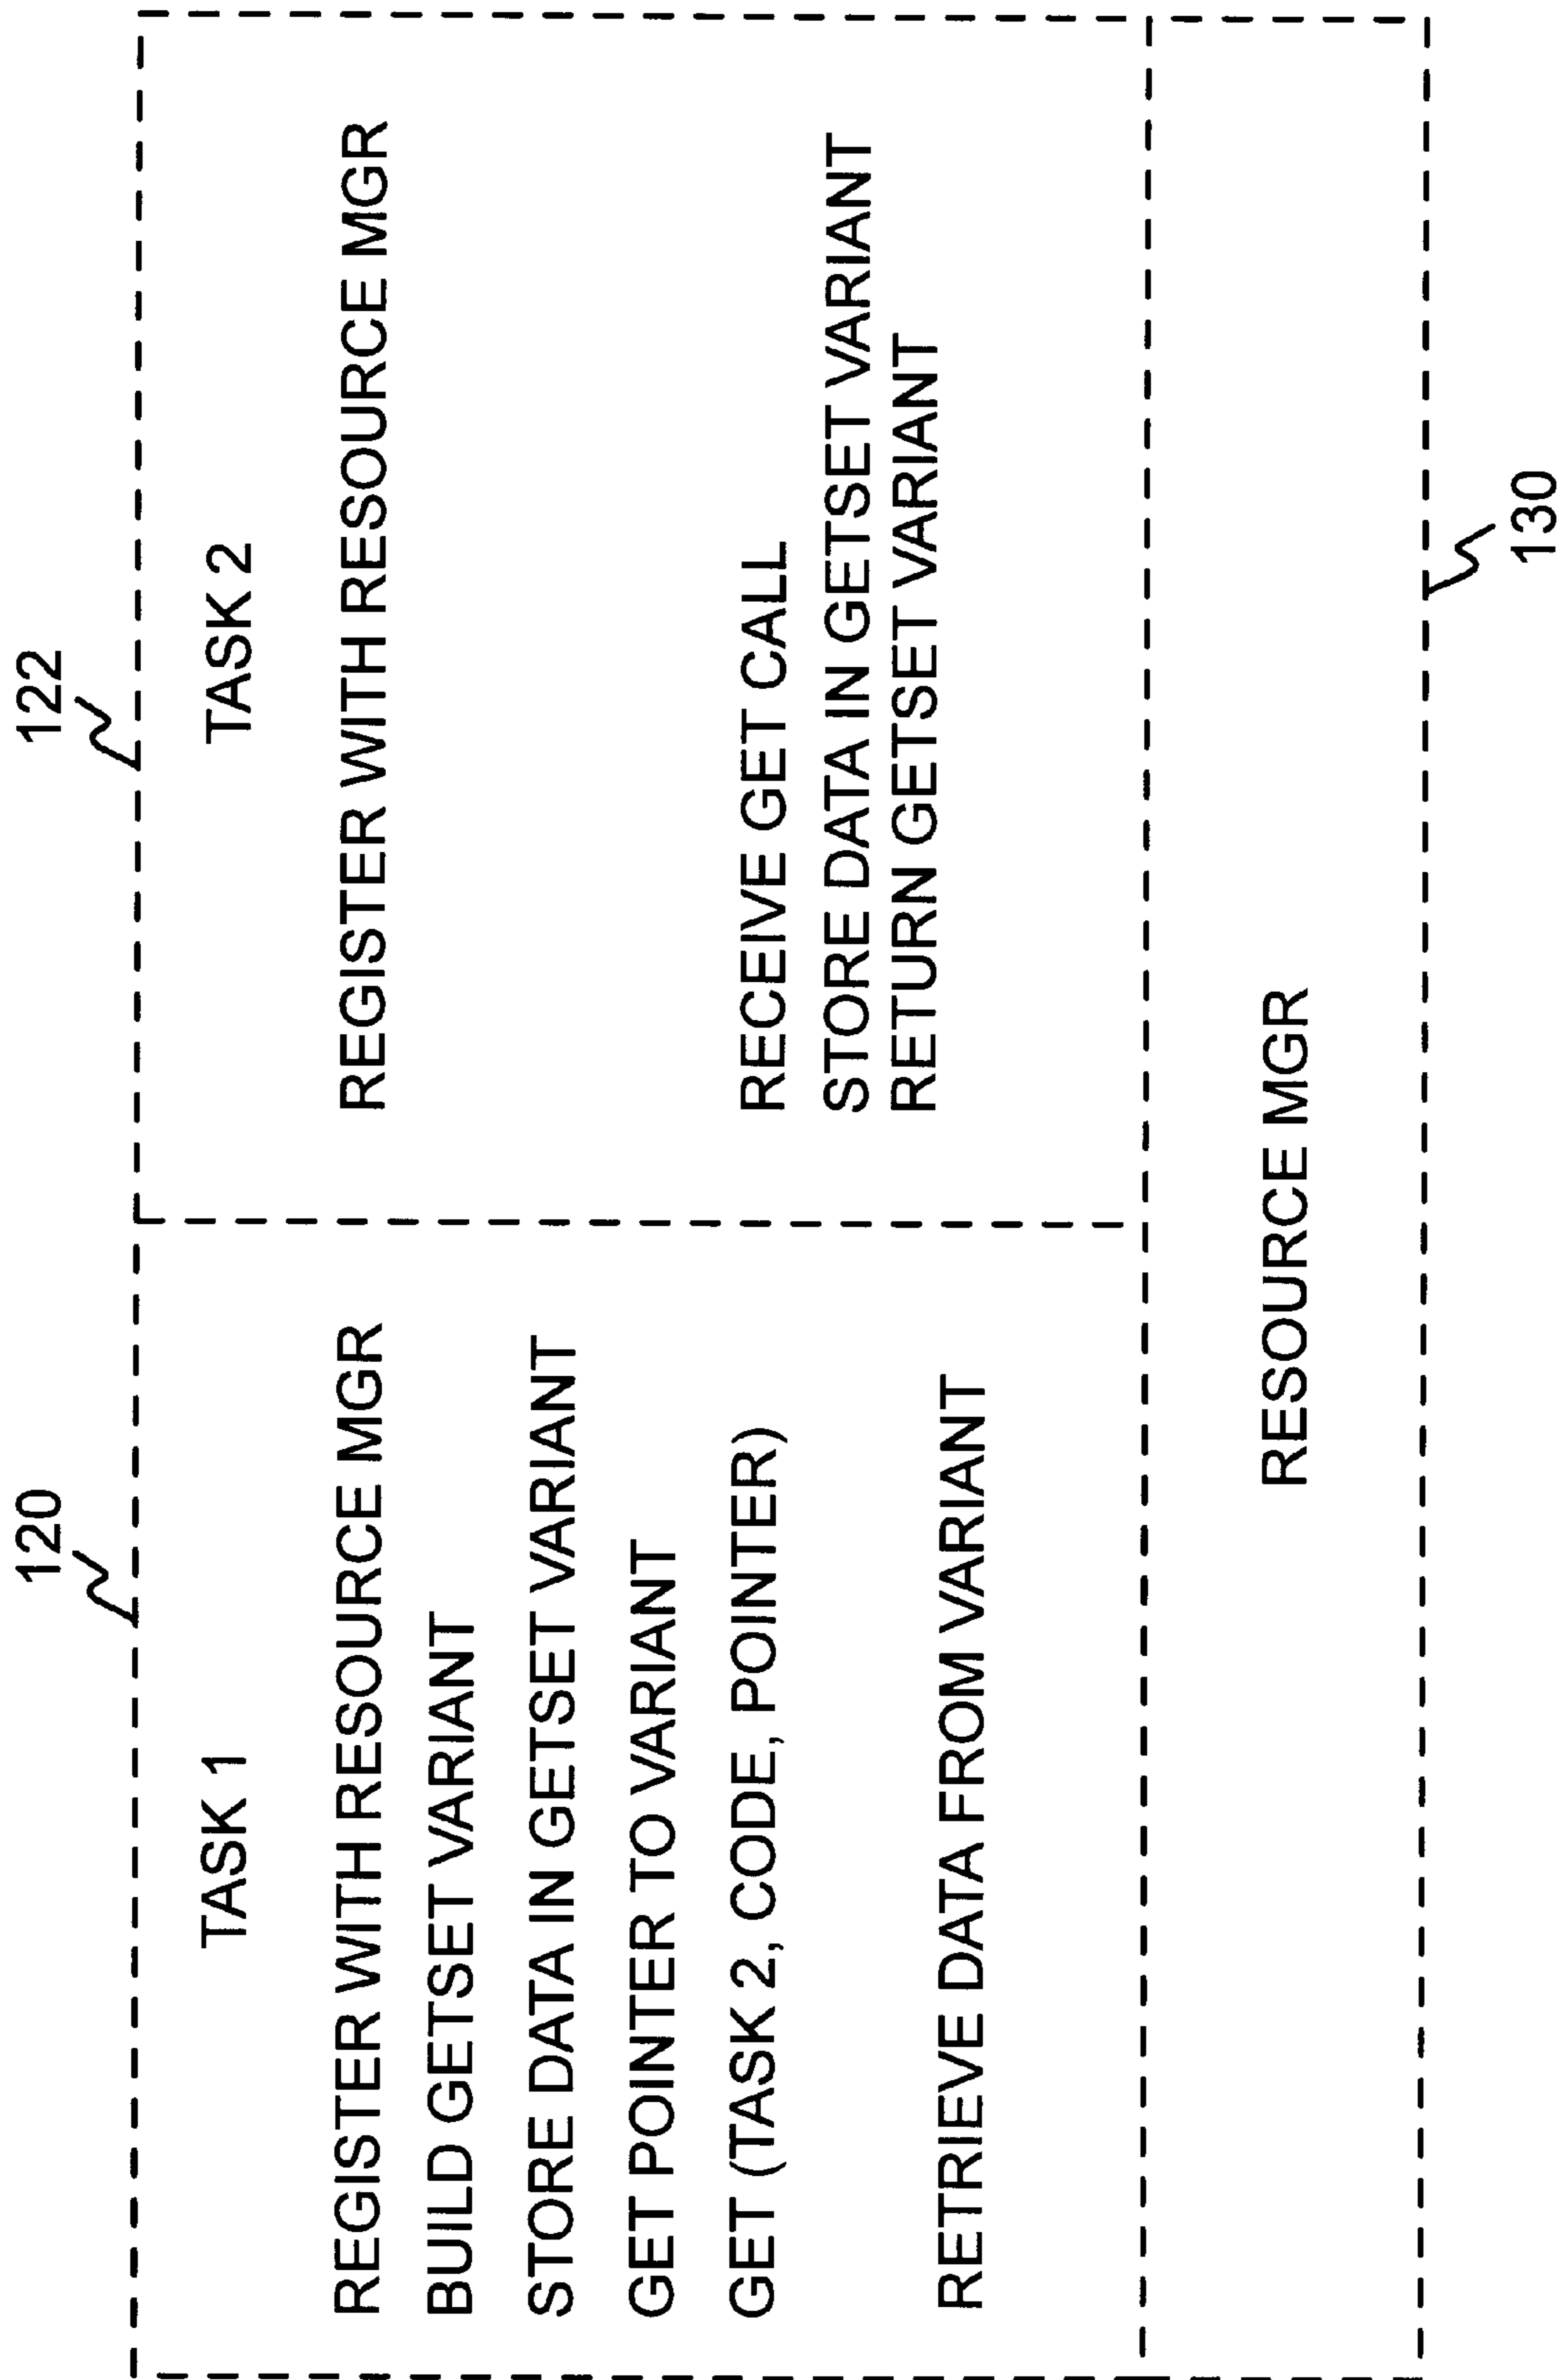 120
TASK 1
REGISTER WITH RESOURCE MGR
BUILD GETSET VARIANT
STORE DATA IN GETSET VARIANT
GET POINTER TO VARIANT
GET (TASK 2, CODE, POINTER)
RETRIEVE DATA FROM VARIANT
122
TASK 2
REGISTER WITH RESOURCE MGR
RECEIVE GET CALL
STORE DATA IN GETSET VARIANT
RETURN GETSET VARIANT
RESOURCE MGR
130